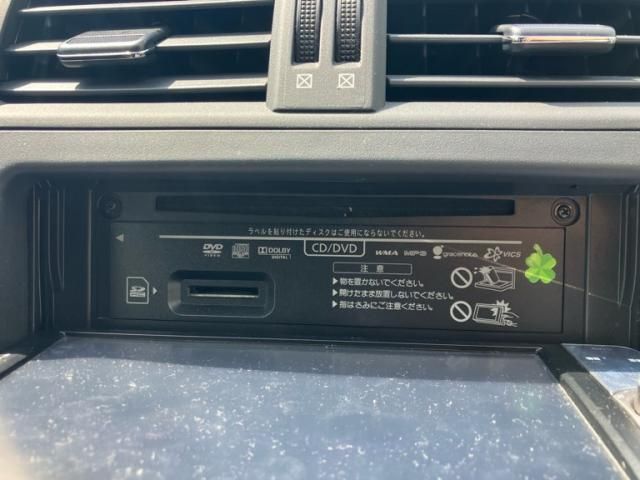 ラベルを貼り付けたディスクはご使用にならないでください。
DVD VIDEO DOLBY DIGITAL CD/DVD WMA MP3 gracenote VICS
注 意
▶物を置かないでください。
▶開けたまま放置しないでください。
▶指はさみにご注意ください。
SD